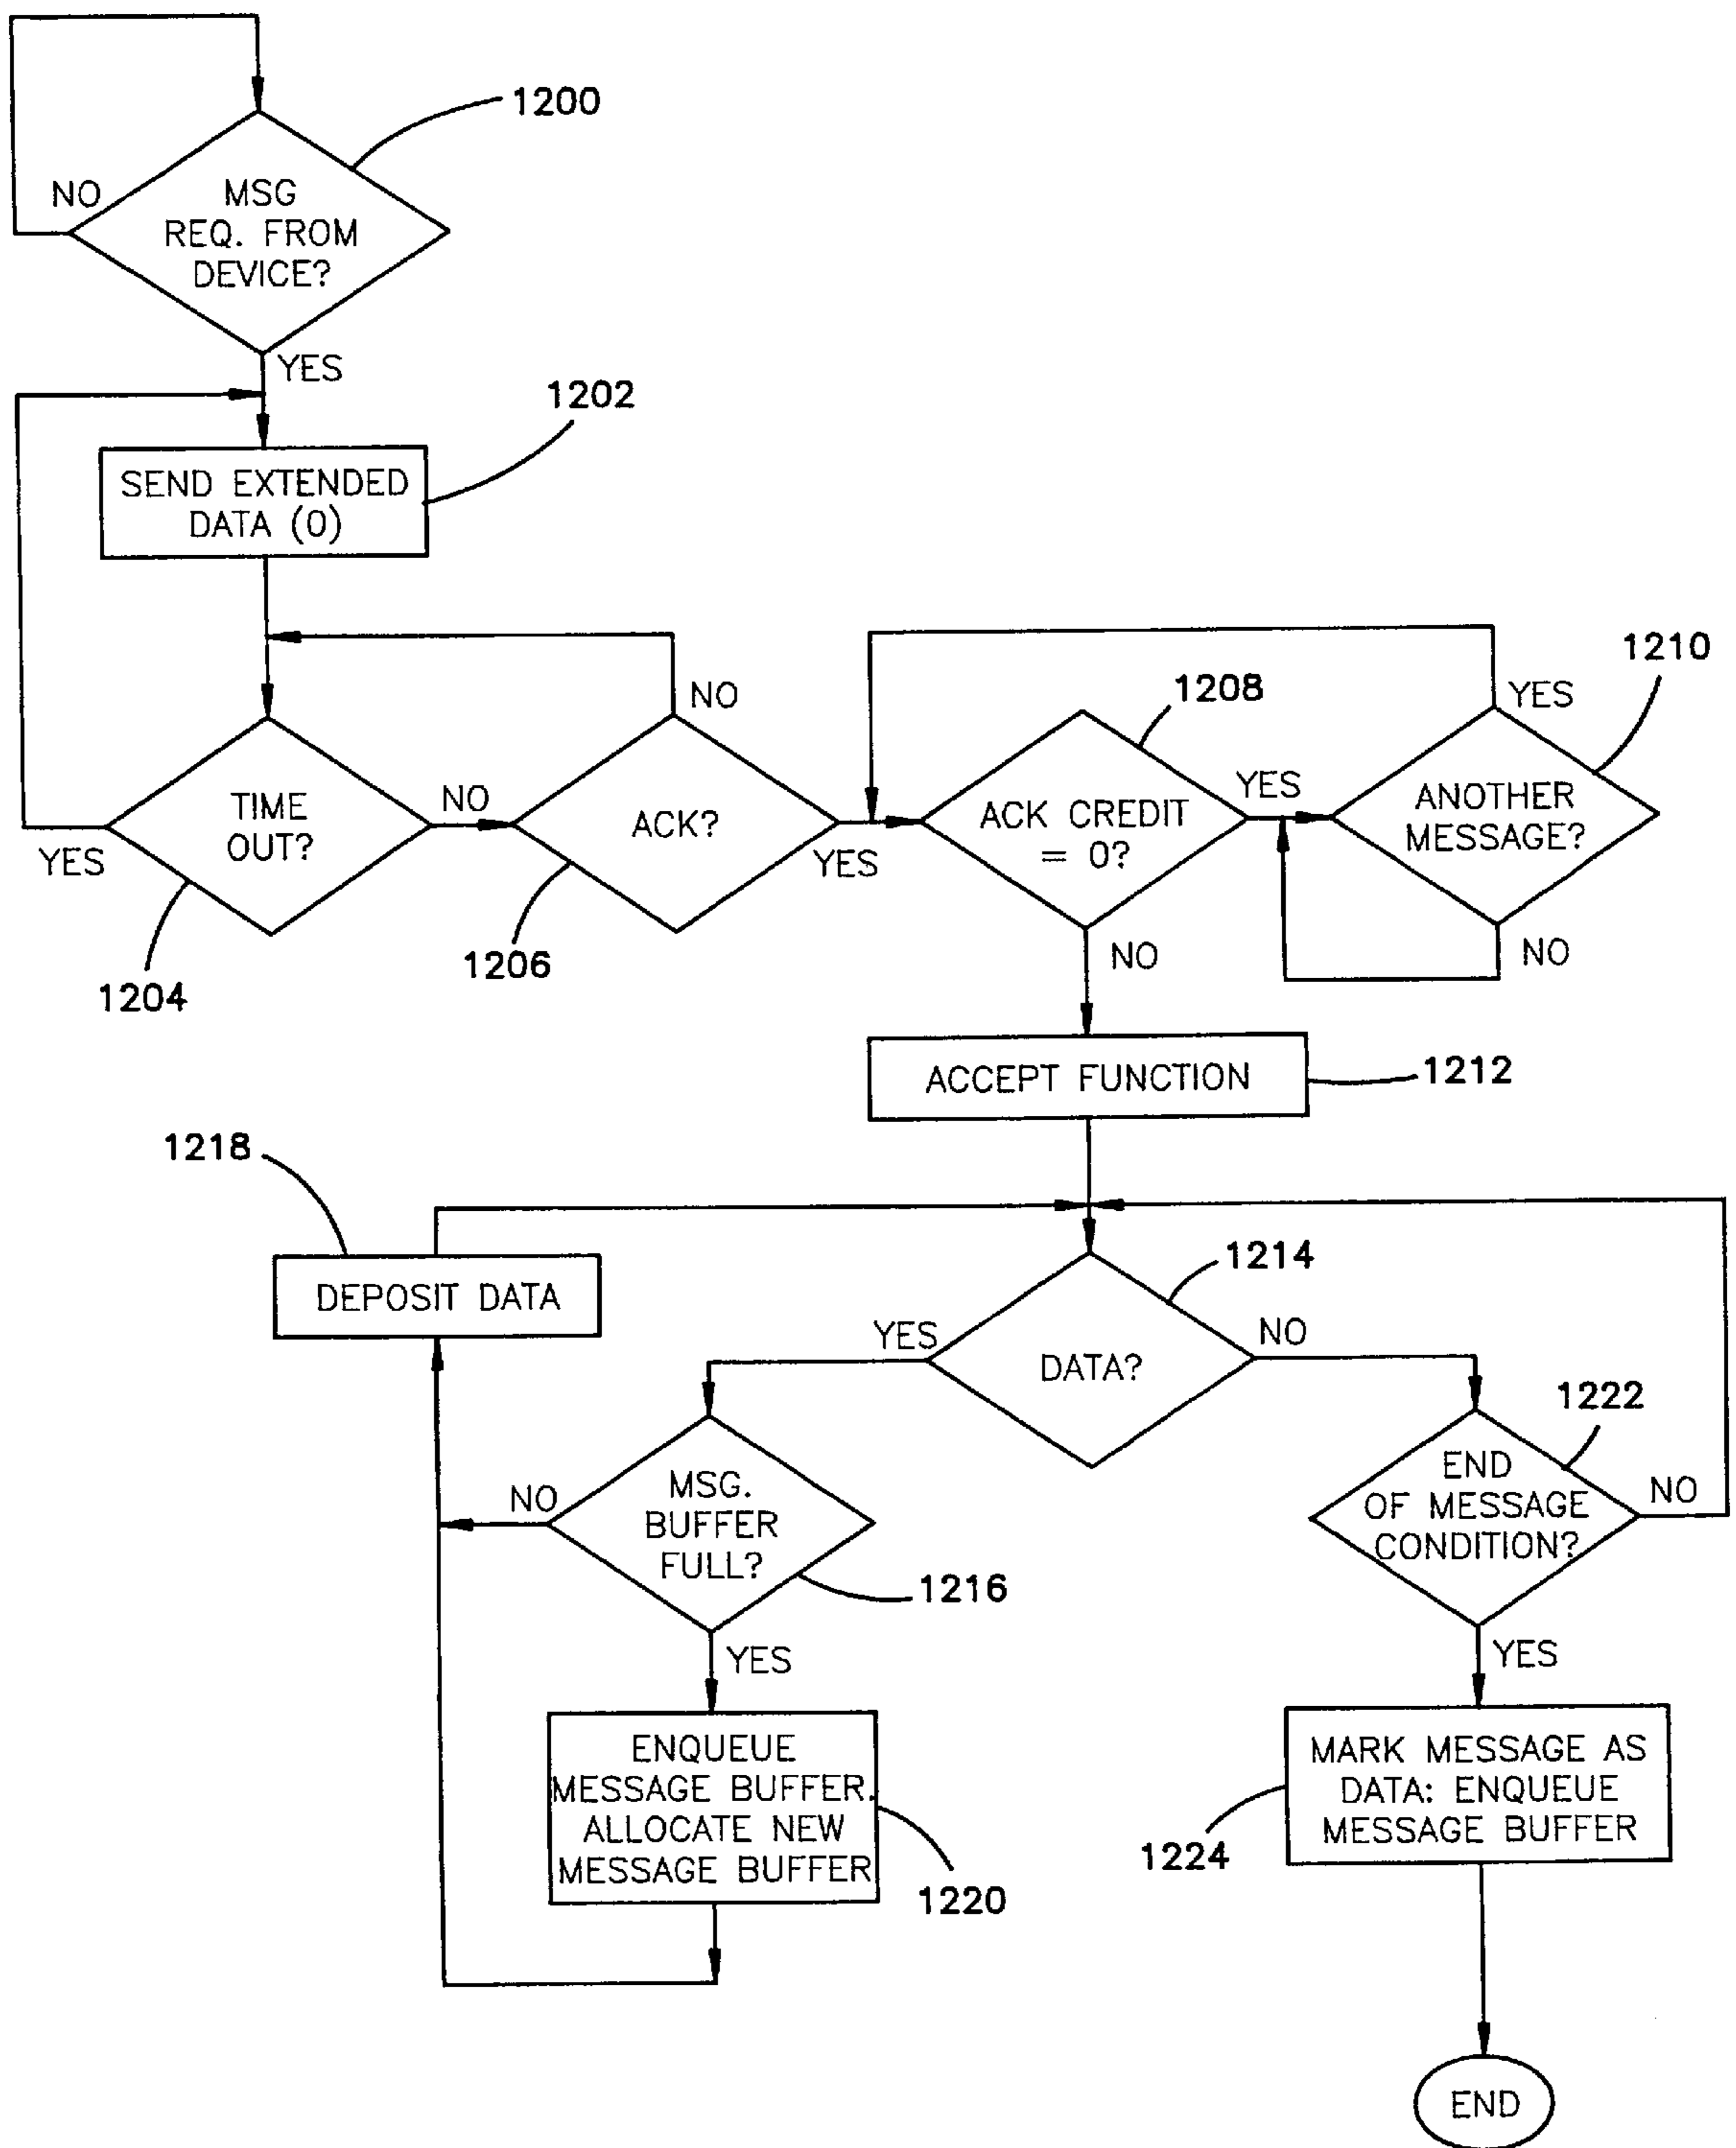 1200
NO
MSG
REQ. FROM
DEVICE?
YES
1202
SEND EXTENDED
DATA (0)
1210
1208
NO
YES
TIME
OUT?
NO
ACK?
ACK CREDIT
= 0?
YES
ANOTHER
MESSAGE?
YES
YES
1204
1206
NO
NO
ACCEPT FUNCTION
1212
1218
DEPOSIT DATA
1214
YES
DATA?
NO
1222
NO
MSG.
BUFFER
FULL?
END
OF MESSAGE
CONDITION?
NO
1216
YES
YES
ENQUEUE
MESSAGE BUFFER.
ALLOCATE NEW
MESSAGE BUFFER
MARK MESSAGE AS
DATA: ENQUEUE
MESSAGE BUFFER
1224
1220
END